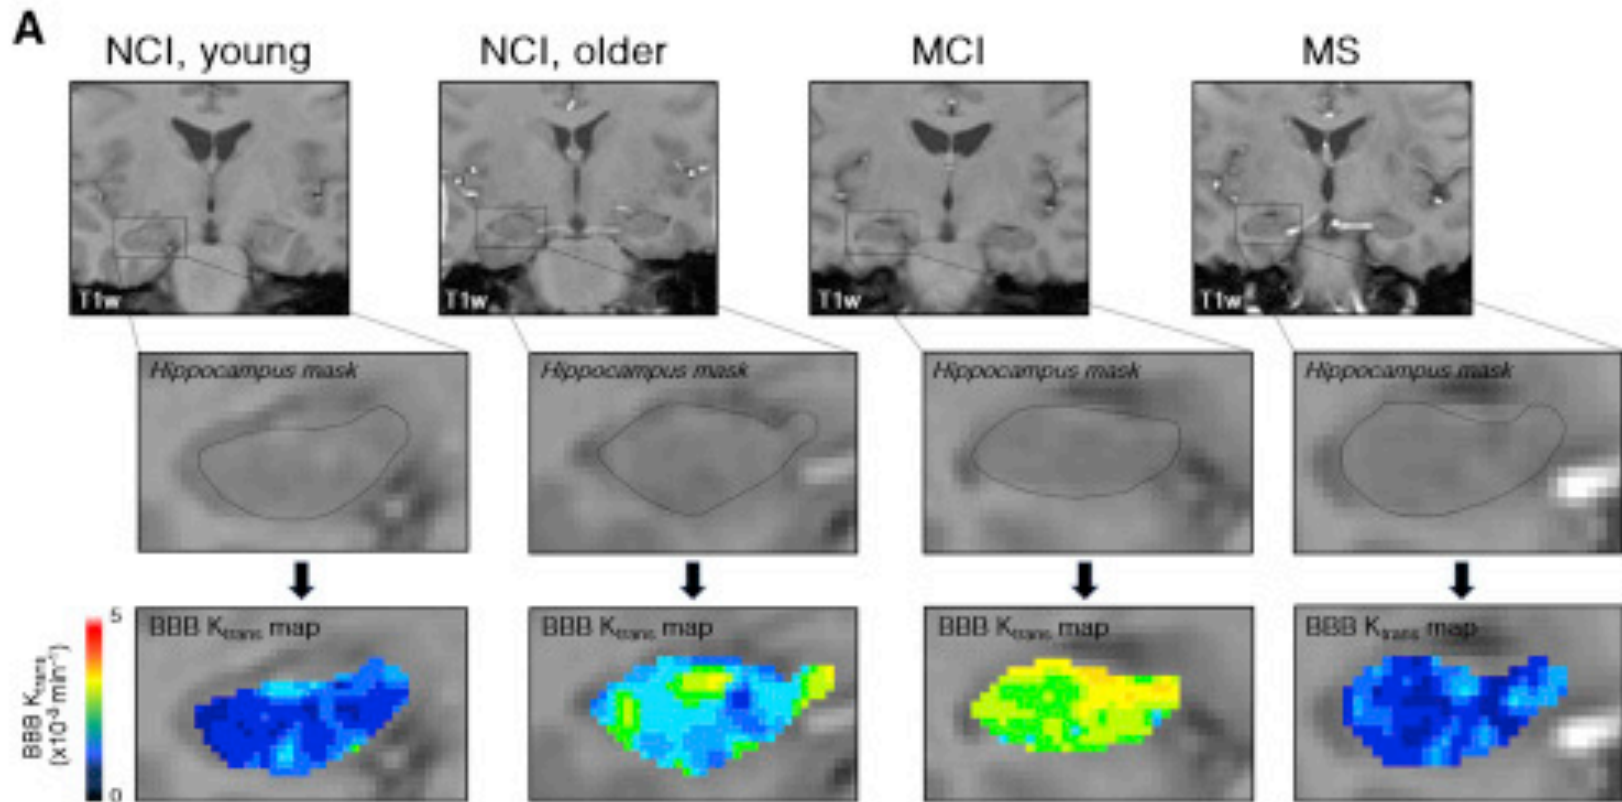 A
NCI, young
NCI, older
MCI
MS
T1w
T1w
T1w
T1w
Hippocampus mask
Hippocampus mask
Hippocampus mask
Hippocampus mask
BBB Ktrans (x10-3 min-1)
5
0
BBB Ktrans map
BBB Ktrans map
BBB Ktrans map
BBB Ktrans map